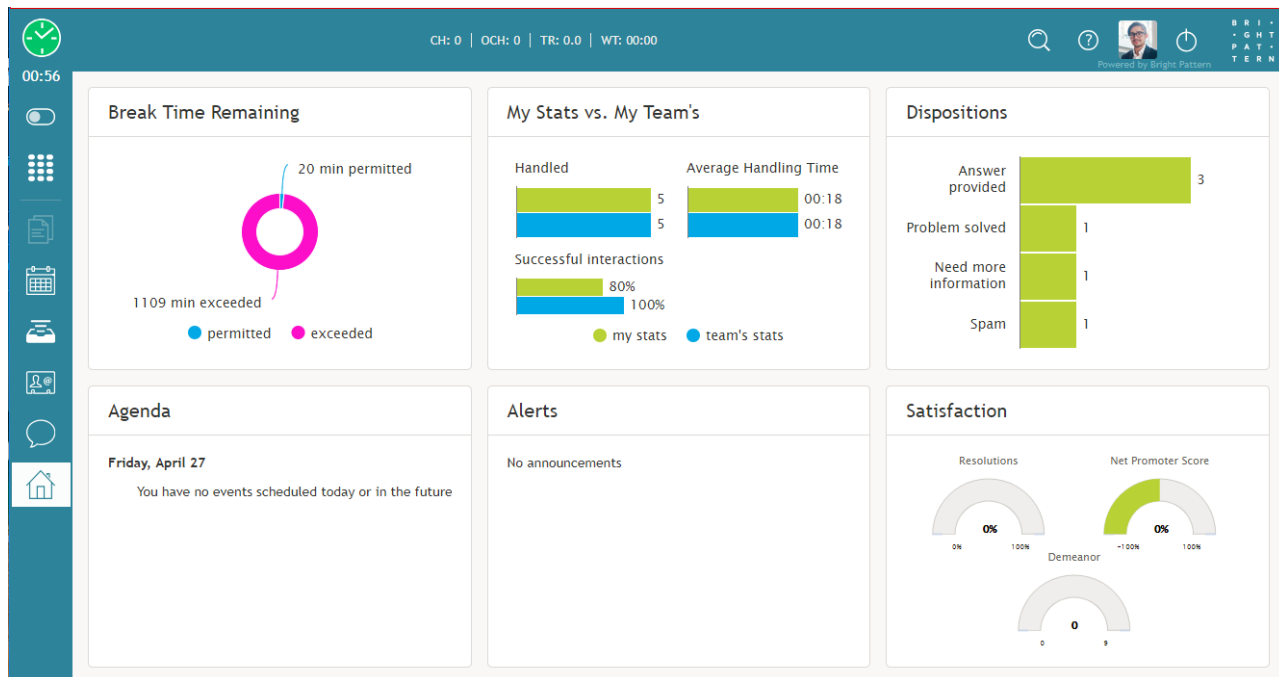 CH: 0 | OCH: 0 | TR: 0.0 | WT: 00:00
?
B R I ·
· G H T
P A T ·
T E R N
Powered by Bright Pattern
00:56
Break Time Remaining
20 min permitted
1109 min exceeded
permitted exceeded
My Stats vs. My Team's
Handled
5
5
Average Handling Time
00:18
00:18
Successful interactions
80%
100%
my stats team's stats
Dispositions
Answer
provided
3
Problem solved
1
Need more
information
1
Spam
1
Agenda
Friday, April 27
You have no events scheduled today or in the future
Alerts
No announcements
Satisfaction
Resolutions
0%
0% 100%
Net Promoter Score
0%
-100% 100%
Demeanor
0
0 9